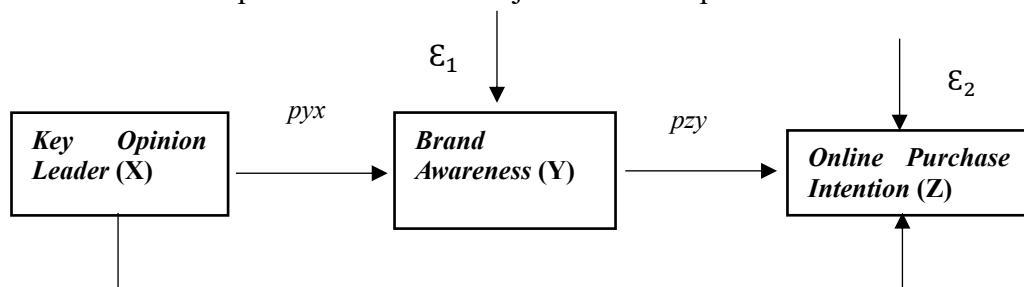 ε₁
ε₂
pyx
pzy
Key Opinion
Leader (X)
Brand
Awareness (Y)
Online Purchase
Intention (Z)